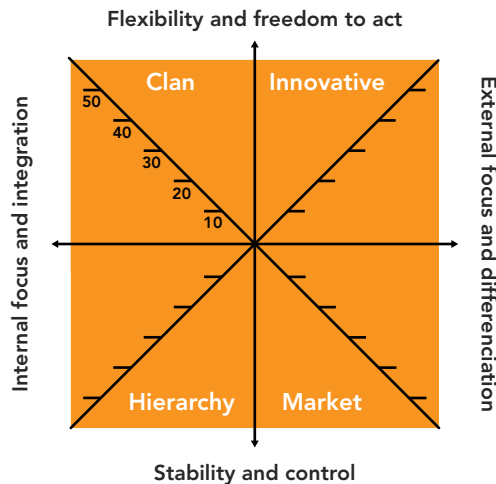 Flexibility and freedom to act
Clan
Innovative
50
40
30
20
10
Internal focus and integration
External focus and differenciation
Hierarchy
Market
Stability and control